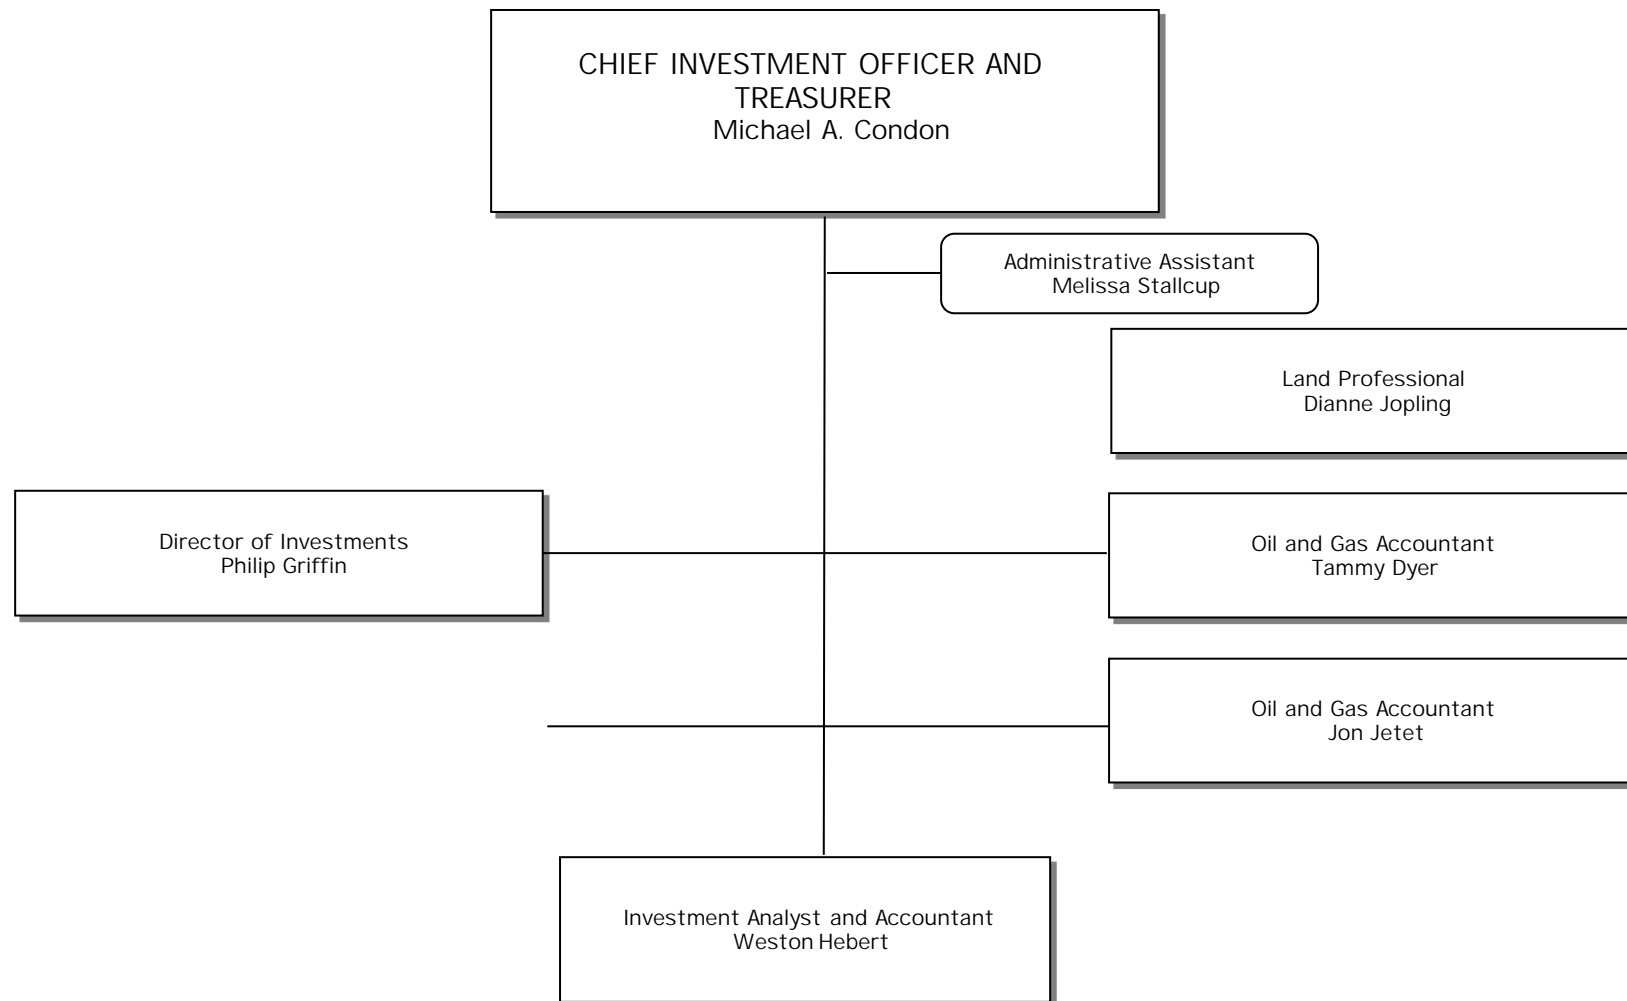 CHIEF INVESTMENT OFFICER AND
TREASURER
Michael A. Condon
Administrative Assistant
Melissa Stallcup
Land Professional
Dianne Jopling
Director of Investments
Philip Griffin
Oil and Gas Accountant
Tammy Dyer
Oil and Gas Accountant
Jon Jetet
Investment Analyst and Accountant
Weston Hebert